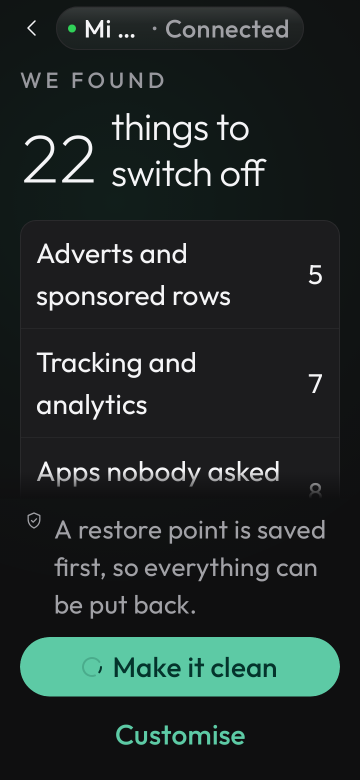 Mi ... · Connected
WE FOUND
22 things to
switch off
Adverts and
sponsored rows
5
Tracking and
analytics
7
Apps nobody asked
8
A restore point is saved
first, so everything can
be put back.
Make it clean
Customise